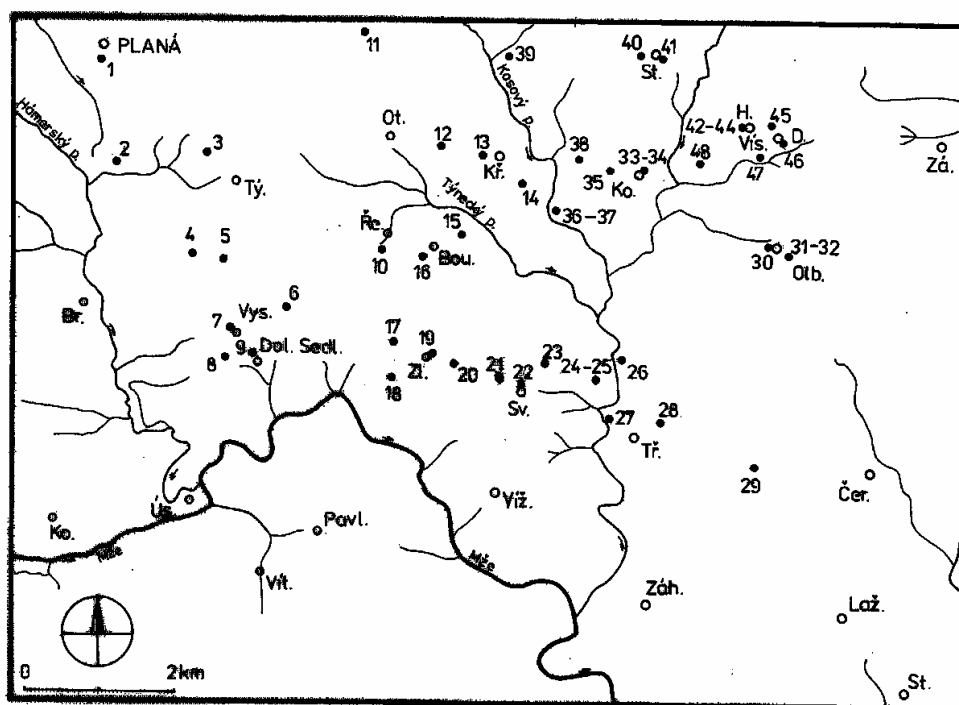 PLANÁ
1
11
39
40
41
St.
Kosový p.
Hamerský p.
2
3
Tý.
Ot.
12
13
Kř.
14
38
35
33-34
Ko.
42-44
H.
Vís.
45
D.
46
47
48
Zá.
Týnecký p.
36-37
4
5
Ře.
10
15
16
Bou.
30
31-32
Olb.
Br.
6
7
Vys.
8
9
Dol. Sedl.
17
18
19
Zl.
20
21
22
Sv.
23
24-25
26
27
28
Tř.
29
Čer.
Ús.
Ko.
Mže
Pavl.
Vít.
Víž.
Mže
Záh.
Laž.
St.
0
2km